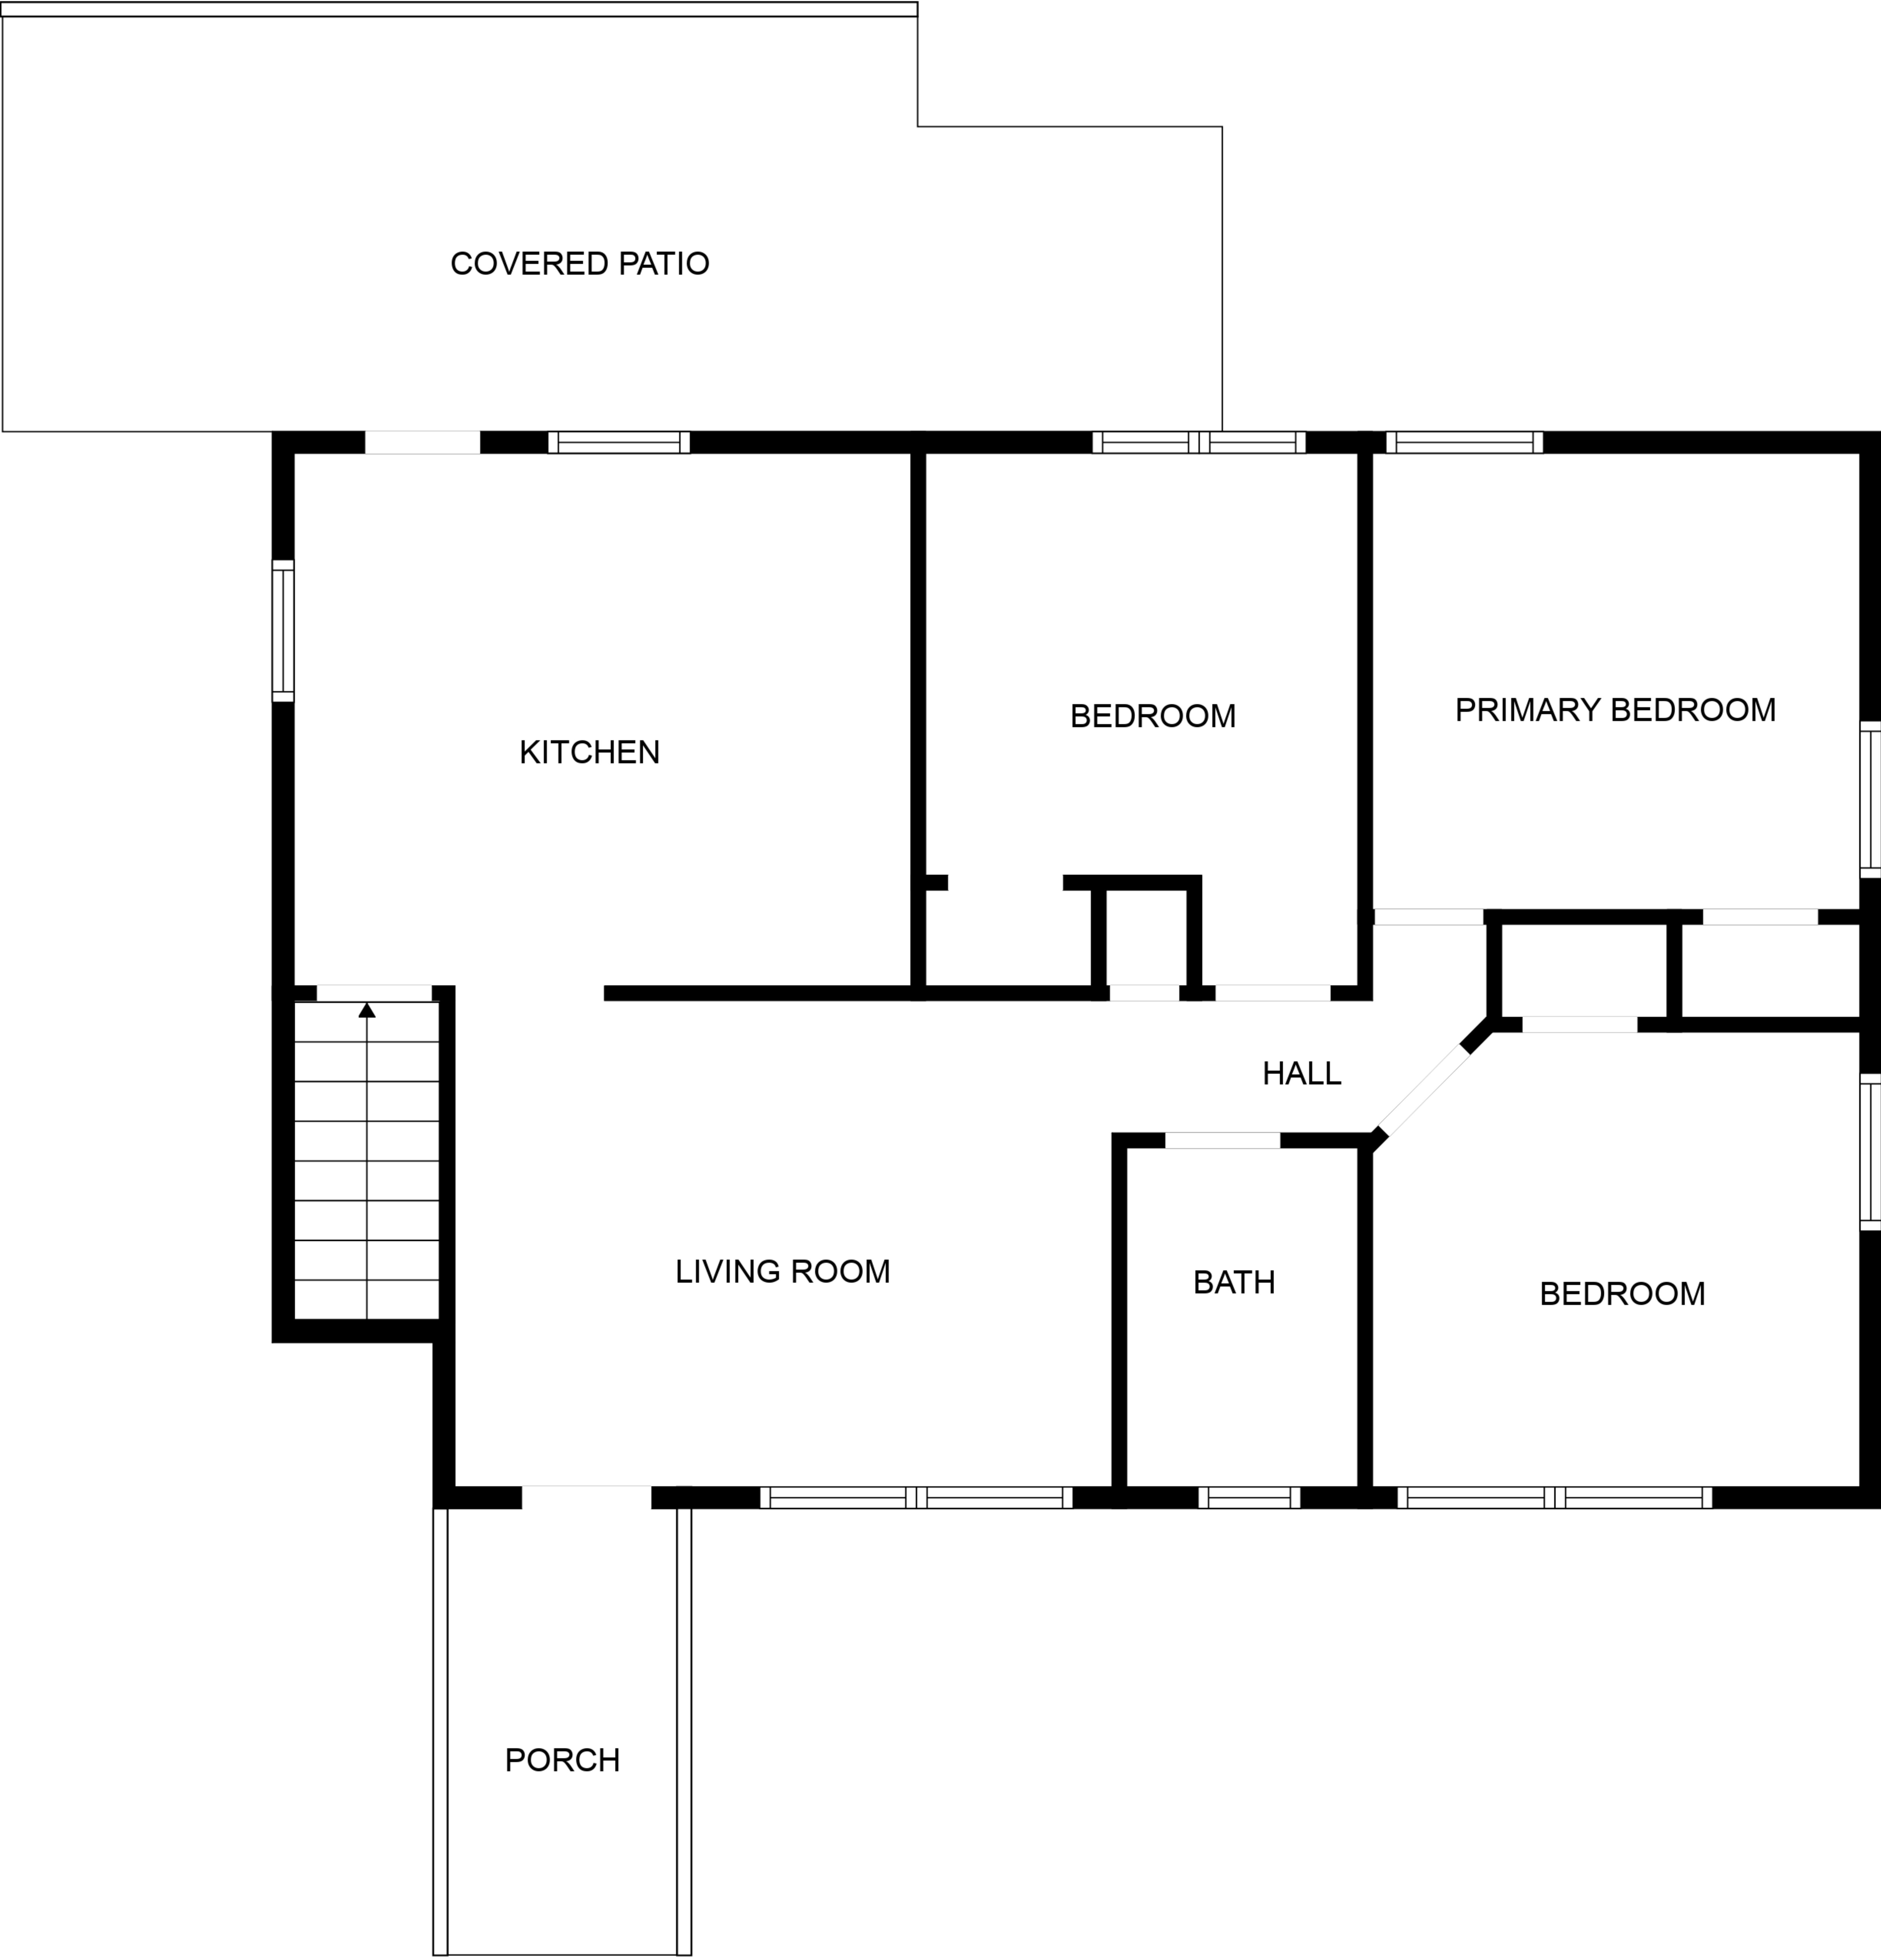 COVERED PATIO
PRIMARY BEDROOM
BEDROOM
KITCHEN
HALL
LIVING ROOM
BATH
BEDROOM
PORCH